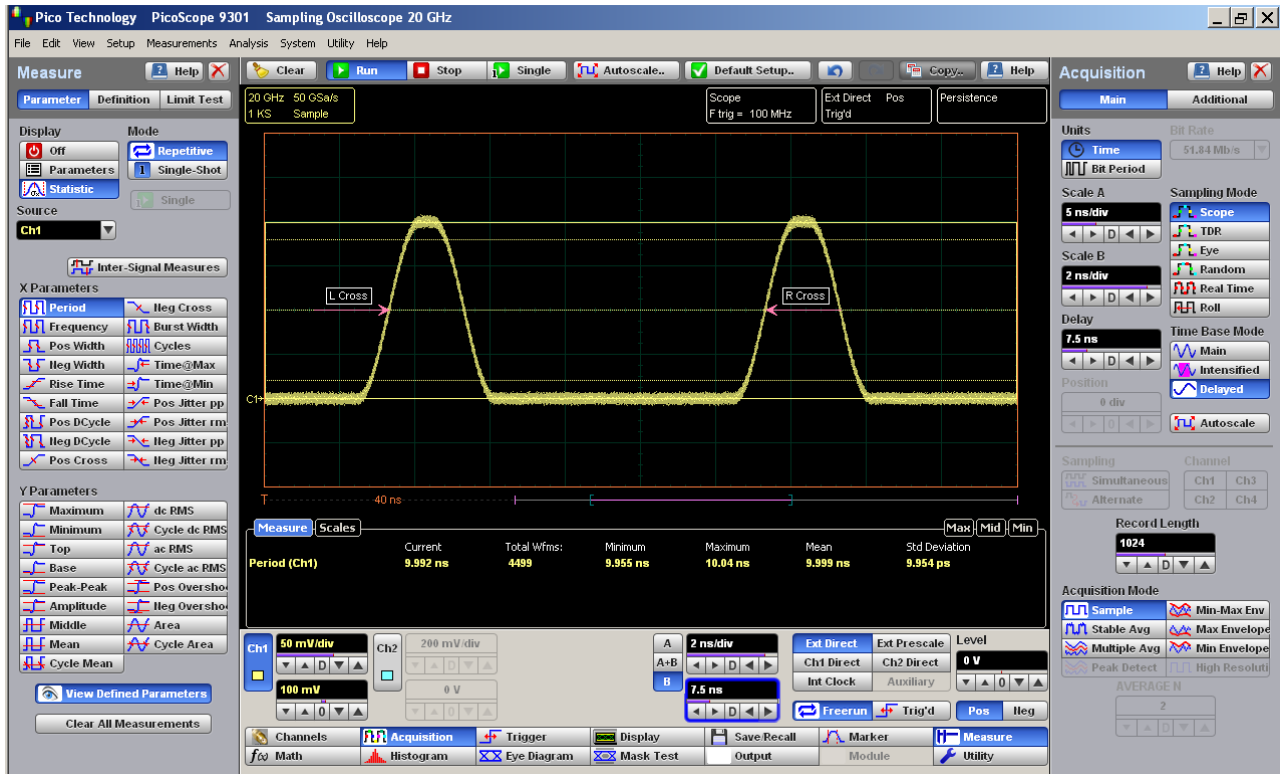 Pico Technology PicoScope 9301 Sampling Oscilloscope 20 GHz
File Edit View Setup Measurements Analysis System Utility Help
Measure
Help
Parameter Definition Limit Test
Display Mode
Off Repetitive
Parameters Single-Shot
Statistic
Single
Source
Ch1
Inter-Signal Measures
X Parameters
Period Neg Cross
Frequency Burst Width
Pos Width Cycles
Neg Width Time@Max
Rise Time Time@Min
Fall Time Pos Jitter pp
Pos DCycle Pos Jitter rm
Neg DCycle Neg Jitter pp
Pos Cross Neg Jitter rm
Y Parameters
Maximum dc RMS
Minimum Cycle dc RMS
Top ac RMS
Base Cycle ac RMS
Peak-Peak Pos Oversho
Amplitude Neg Oversho
Middle Area
Mean Cycle Area
Cycle Mean
View Defined Parameters
Clear All Measurements
Clear Run Stop Single Autoscale.. Default Setup.. Copy.. Help
20 GHz 50 GSa/s
1 KS Sample
Scope
F trig = 100 MHz
Ext Direct Pos
Trig'd
Persistence
L Cross
R Cross
C1
T
40 ns
Measure Scales Max Mid Min
Current Total Wfms: Minimum Maximum Mean Std Deviation
Period (Ch1) 9.992 ns 4499 9.955 ns 10.04 ns 9.999 ns 9.954 ps
Ch1 50 mV/div Ch2 200 mV/div
D D
100 mV 0 V
0 D
A 2 ns/div
A+B D
B 7.5 ns
D
Ext Direct Ext Prescale
Ch1 Direct Ch2 Direct
Int Clock Auxiliary
Freerun Trig'd
Level
0 V
0
Pos Neg
Channels Acquisition Trigger Display Save/Recall Marker Measure
f(x) Math Histogram Eye Diagram Mask Test Output Module Utility
Acquisition
Help
Main Additional
Units
Time
Bit Period
Bit Rate
51.84 Mb/s
Scale A
5 ns/div
D
Scale B
2 ns/div
D
Delay
7.5 ns
D
Position
0 div
0
Sampling Mode
Scope
TDR
Eye
Random
Real Time
Roll
Time Base Mode
Main
Intensified
Delayed
Autoscale
Sampling
Simultaneous
Alternate
Channel
Ch1 Ch3
Ch2 Ch4
Record Length
1024
D
Acquisition Mode
Sample Min-Max Env
Stable Avg Max Envelope
Multiple Avg Min Envelope
Peak Detect High Resoluti
AVERAGE N
2
D